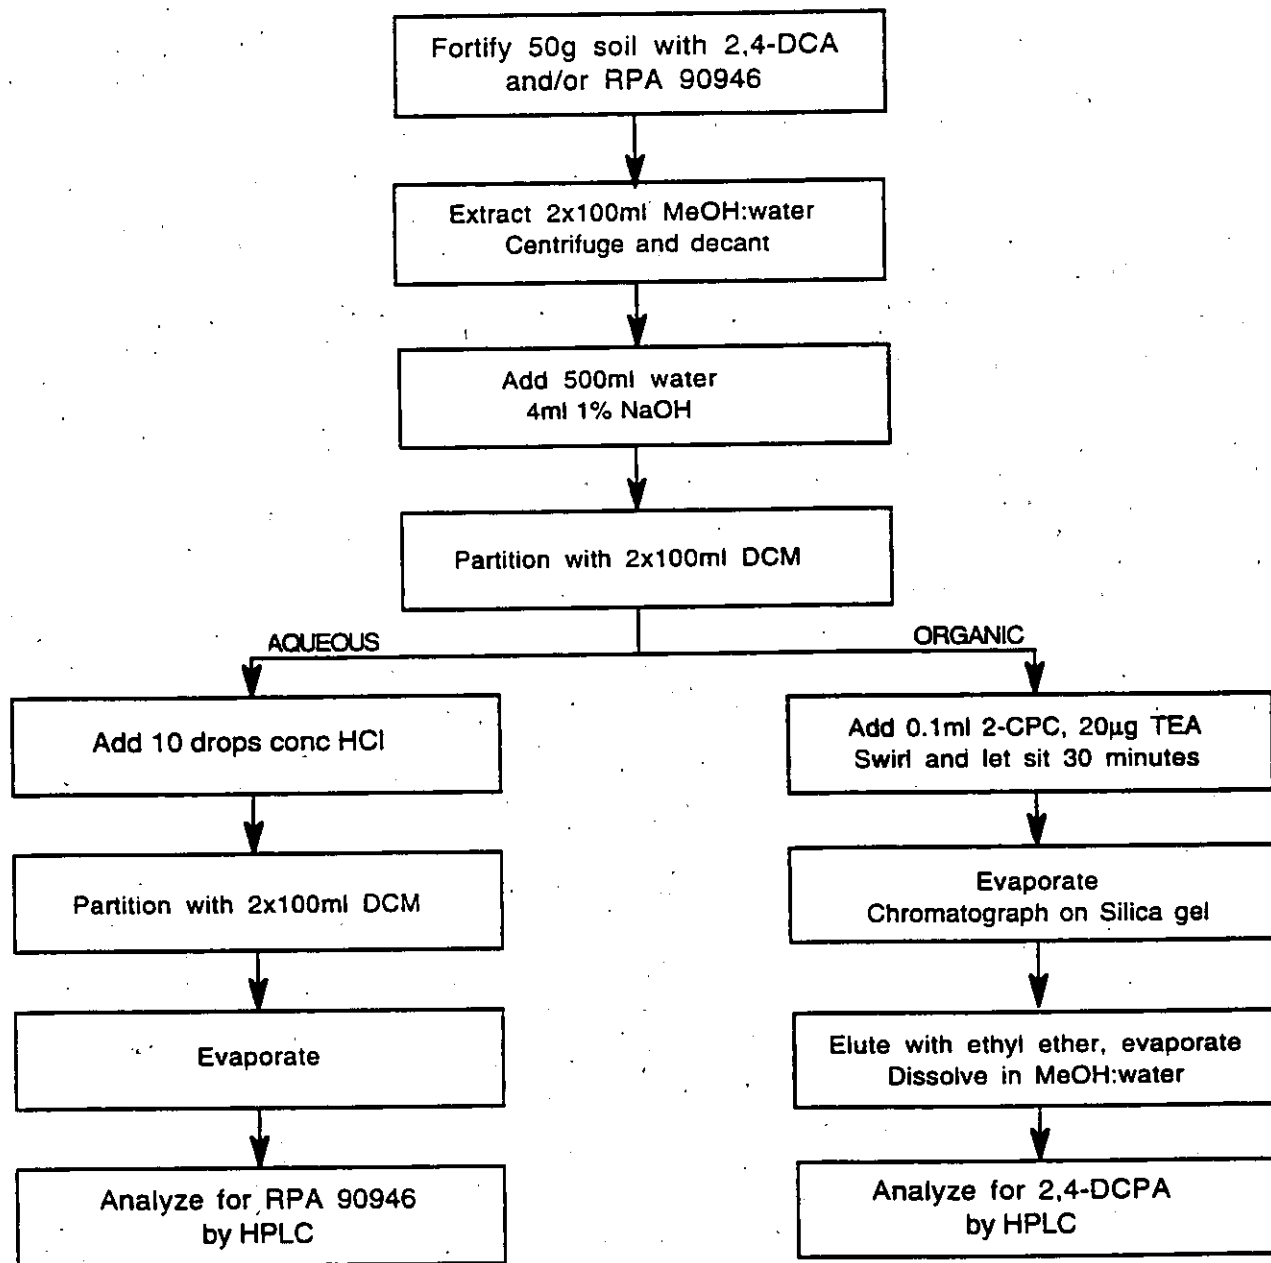 Fortify 50g soil with 2,4-DCA
and/or RPA 90946
Extract 2x100ml MeOH:water
Centrifuge and decant
Add 500ml water
4ml 1% NaOH
Partition with 2x100ml DCM
AQUEOUS
ORGANIC
Add 10 drops conc HCl
Partition with 2x100ml DCM
Evaporate
Analyze for RPA 90946
by HPLC
Add 0.1ml 2-CPC, 20µg TEA
Swirl and let sit 30 minutes
Evaporate
Chromatograph on Silica gel
Elute with ethyl ether, evaporate
Dissolve in MeOH:water
Analyze for 2,4-DCPA
by HPLC